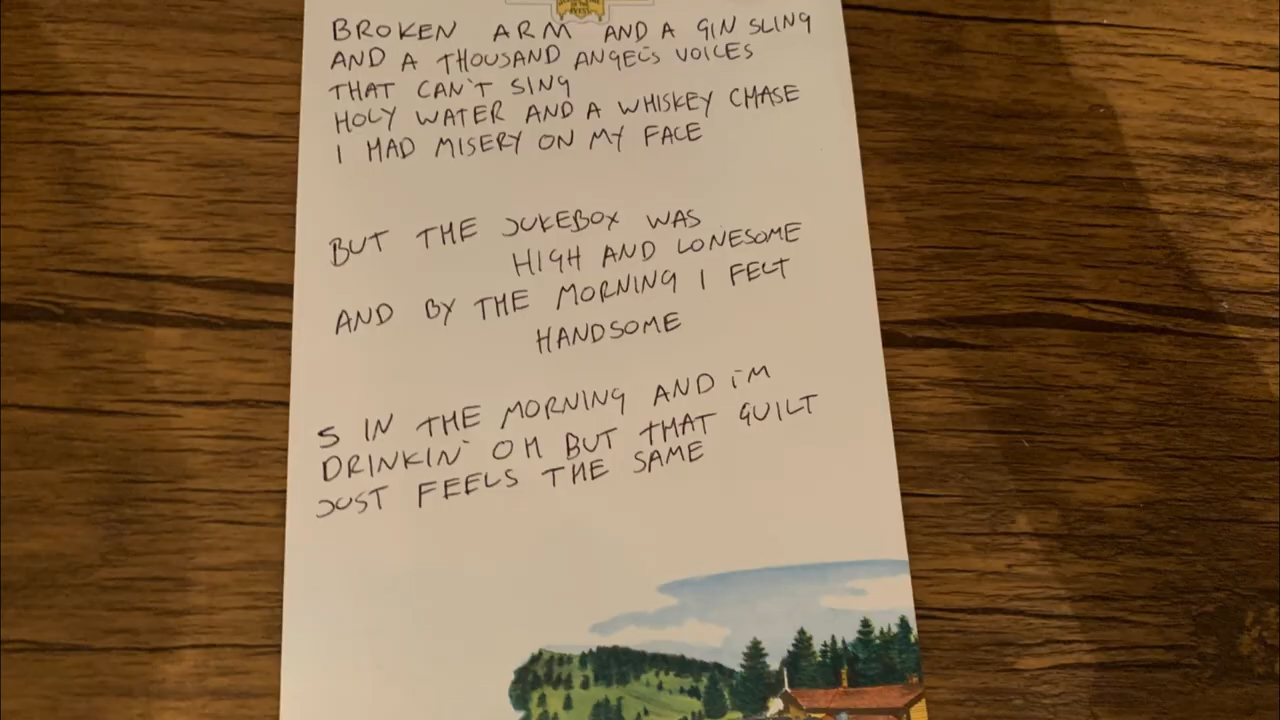 BROKEN ARM AND A GIN SLING
AND A THOUSAND ANGELS VOICES
THAT CAN'T SING
HOLY WATER AND A WHISKEY CHASE
I HAD MISERY ON MY FACE
BUT THE JUKEBOX WAS
HIGH AND LONESOME
AND BY THE MORNING I FELT
HANDSOME
5 IN THE MORNING AND i'M
DRINKIN' OH BUT THAT GUILT
JUST FEELS THE SAME